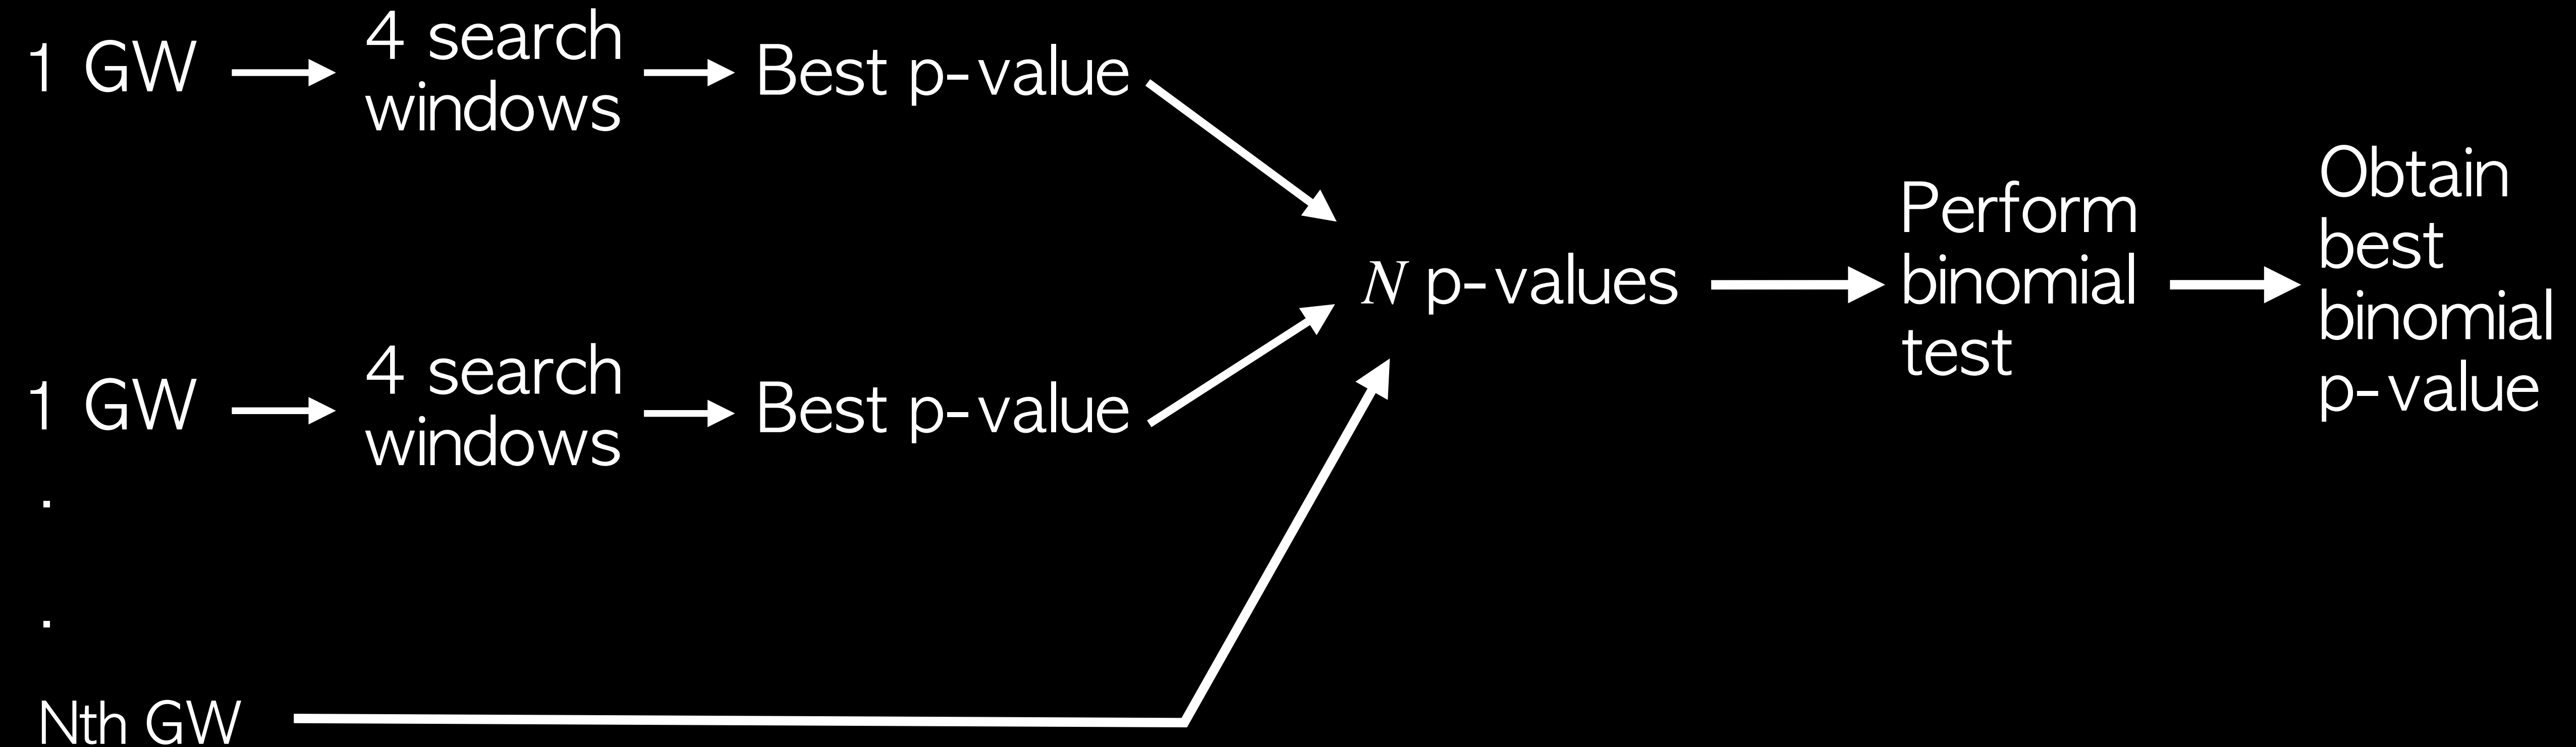 1 GW
4 search
windows
Best p-value
1 GW
4 search
windows
Best p-value
.
.
Nth GW
N p-values
Perform
binomial
test
Obtain
best
binomial
p-value